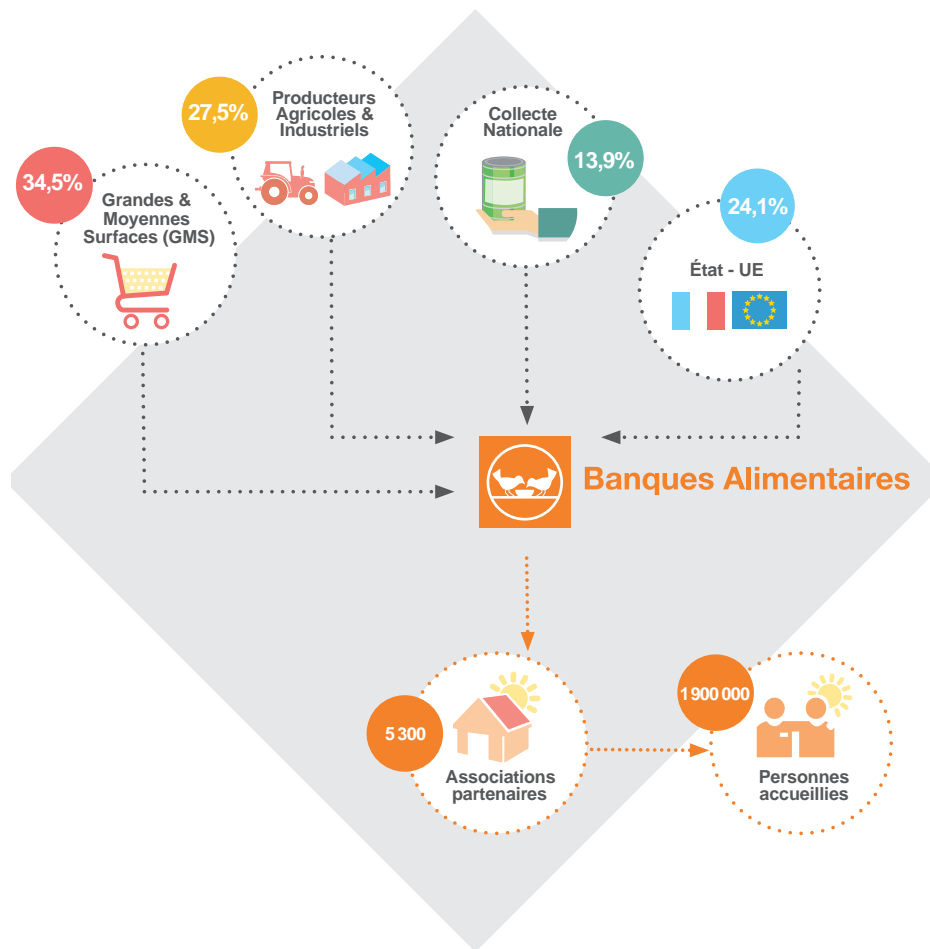 34,5%
Grandes &
Moyennes
Surfaces (GMS)
27,5%
Producteurs
Agricoles &
Industriels
Collecte
Nationale
13,9%
24,1%
État - UE
Banques Alimentaires
5 300
Associations
partenaires
1 900 000
Personnes
accueillies